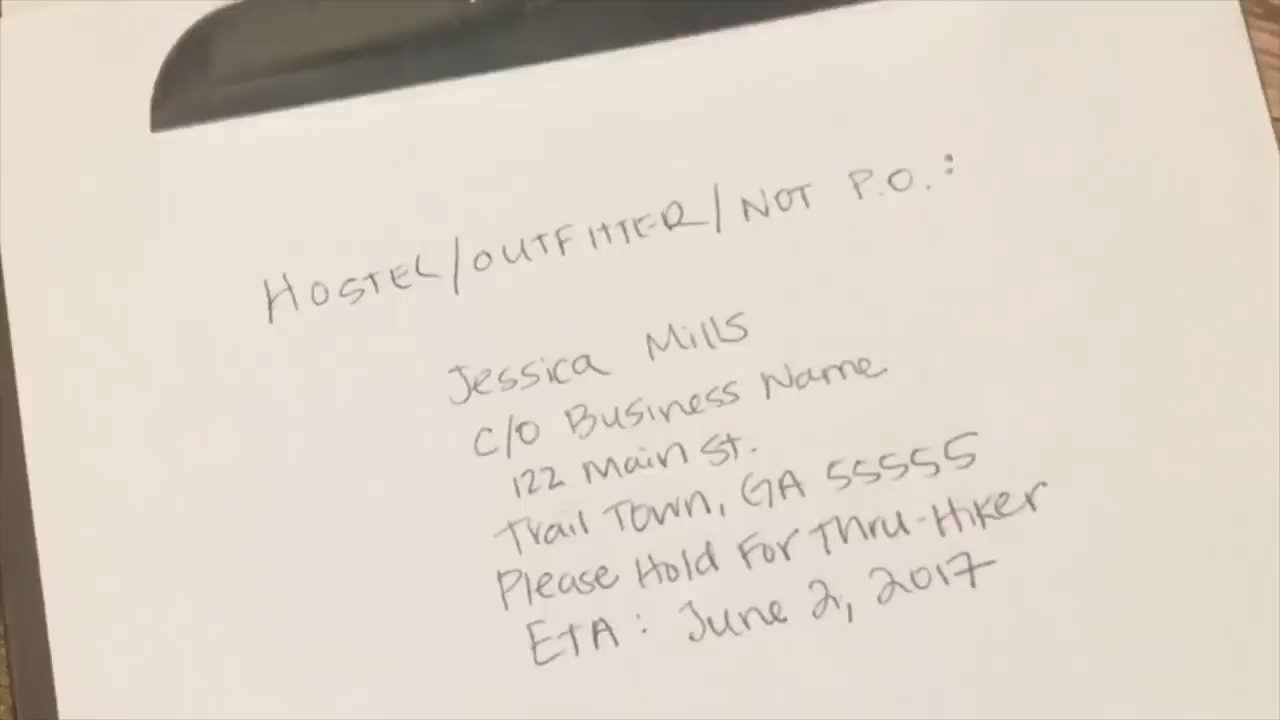 HOSTEL/OUTFITTER/NOT P.O.:
Jessica Mills
C/O Business Name
122 Main St.
Trail Town, GA 55555
Please Hold For Thru-Hiker
ETA: June 2, 2017